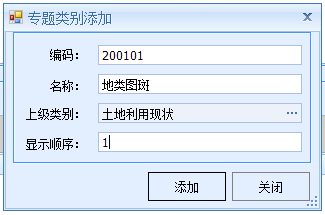 专题类别添加
编码： 200101
名称： 地类图斑
上级类别： 土地利用现状 ...
显示顺序： 1
添加 关闭